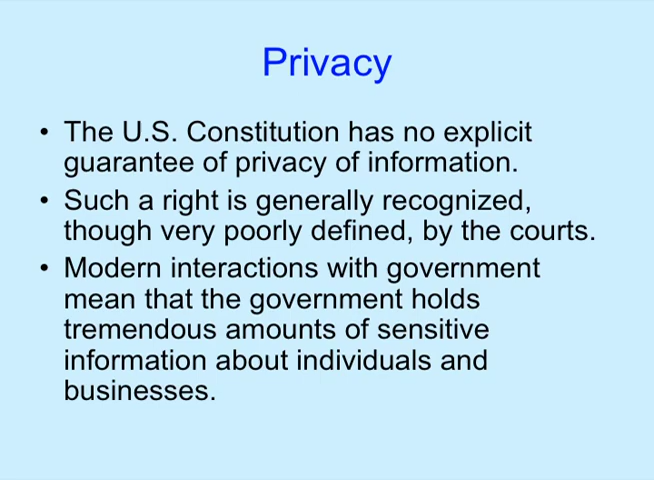 Privacy
• The U.S. Constitution has no explicit
guarantee of privacy of information.
• Such a right is generally recognized,
though very poorly defined, by the courts.
• Modern interactions with government
mean that the government holds
tremendous amounts of sensitive
information about individuals and
businesses.